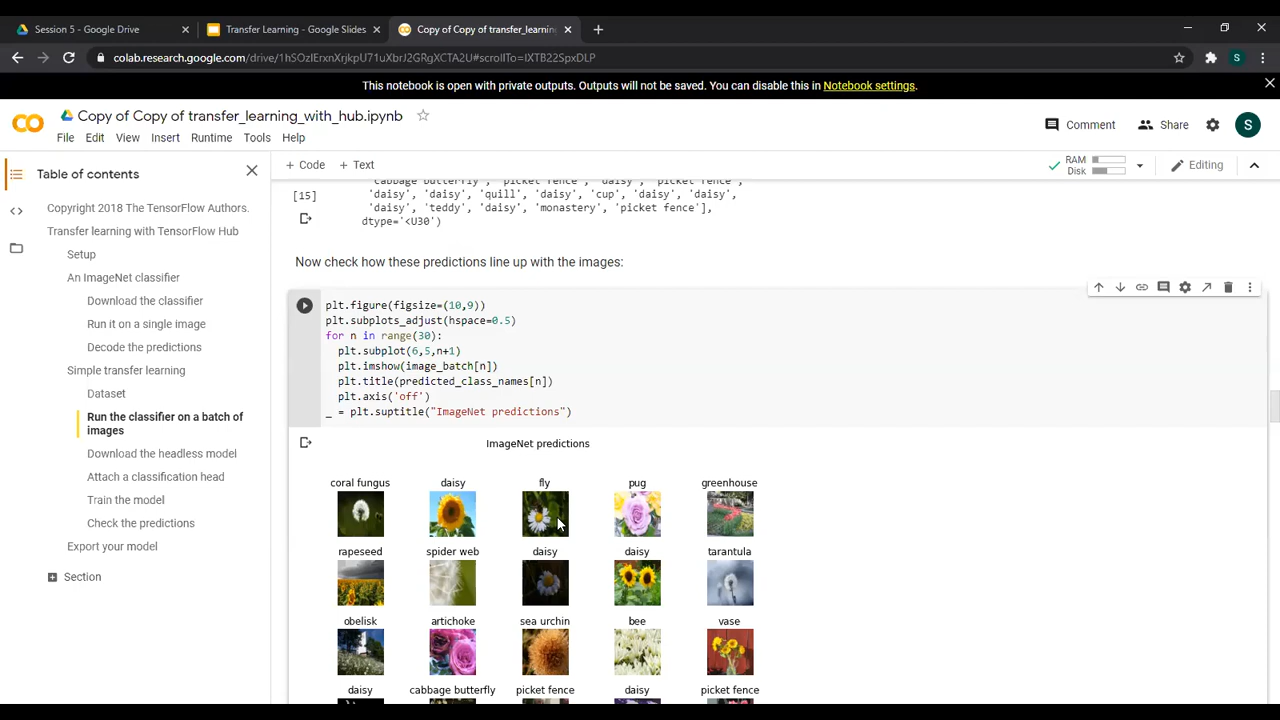 Session 5 - Google Drive
Transfer Learning - Google Slides
Copy of Copy of transfer_learning
colab.research.google.com/drive/1hSOzIErxnXrjkpU71uXbrJ2GRgXCTA2U#scrollTo=IXTB22SpxDLP
S
This notebook is open with private outputs. Outputs will not be saved. You can disable this in Notebook settings.
CO
Copy of Copy of transfer_learning_with_hub.ipynb
File Edit View Insert Runtime Tools Help
Comment
Share
S
Table of contents
+ Code + Text
RAM
Disk
Editing
Copyright 2018 The TensorFlow Authors.
Transfer learning with TensorFlow Hub
Setup
An ImageNet classifier
Download the classifier
Run it on a single image
Decode the predictions
Simple transfer learning
Dataset
Run the classifier on a batch of
images
Download the headless model
Attach a classification head
Train the model
Check the predictions
Export your model
Section
[15]
'cabbage butterfly', 'picket fence', 'daisy', 'picket fence',
'daisy', 'daisy', 'quill', 'daisy', 'cup', 'daisy', 'daisy',
'daisy', 'teddy', 'daisy', 'monastery', 'picket fence'],
dtype='<U30')
Now check how these predictions line up with the images:
plt.figure(figsize=(10,9))
plt.subplots_adjust(hspace=0.5)
for n in range(30):
plt.subplot(6,5,n+1)
plt.imshow(image_batch[n])
plt.title(predicted_class_names[n])
plt.axis('off')
_ = plt.suptitle("ImageNet predictions")
ImageNet predictions
coral fungus daisy fly pug greenhouse
rapeseed spider web daisy daisy tarantula
obelisk artichoke sea urchin bee vase
daisy cabbage butterfly picket fence daisy picket fence